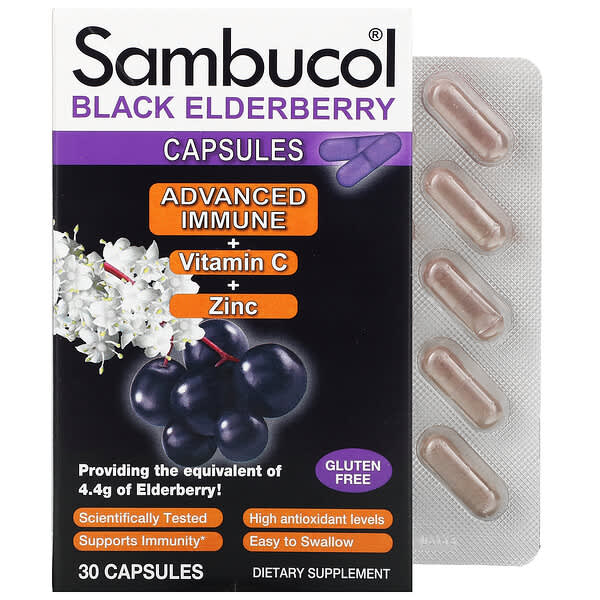 Sambucol®
BLACK ELDERBERRY
CAPSULES
ADVANCED
IMMUNE
+
Vitamin C
+
Zinc
Providing the equivalent of
4.4g of Elderberry!
GLUTEN
FREE
Scientifically Tested
High antioxidant levels
Supports Immunity*
Easy to Swallow
30 CAPSULES
DIETARY SUPPLEMENT